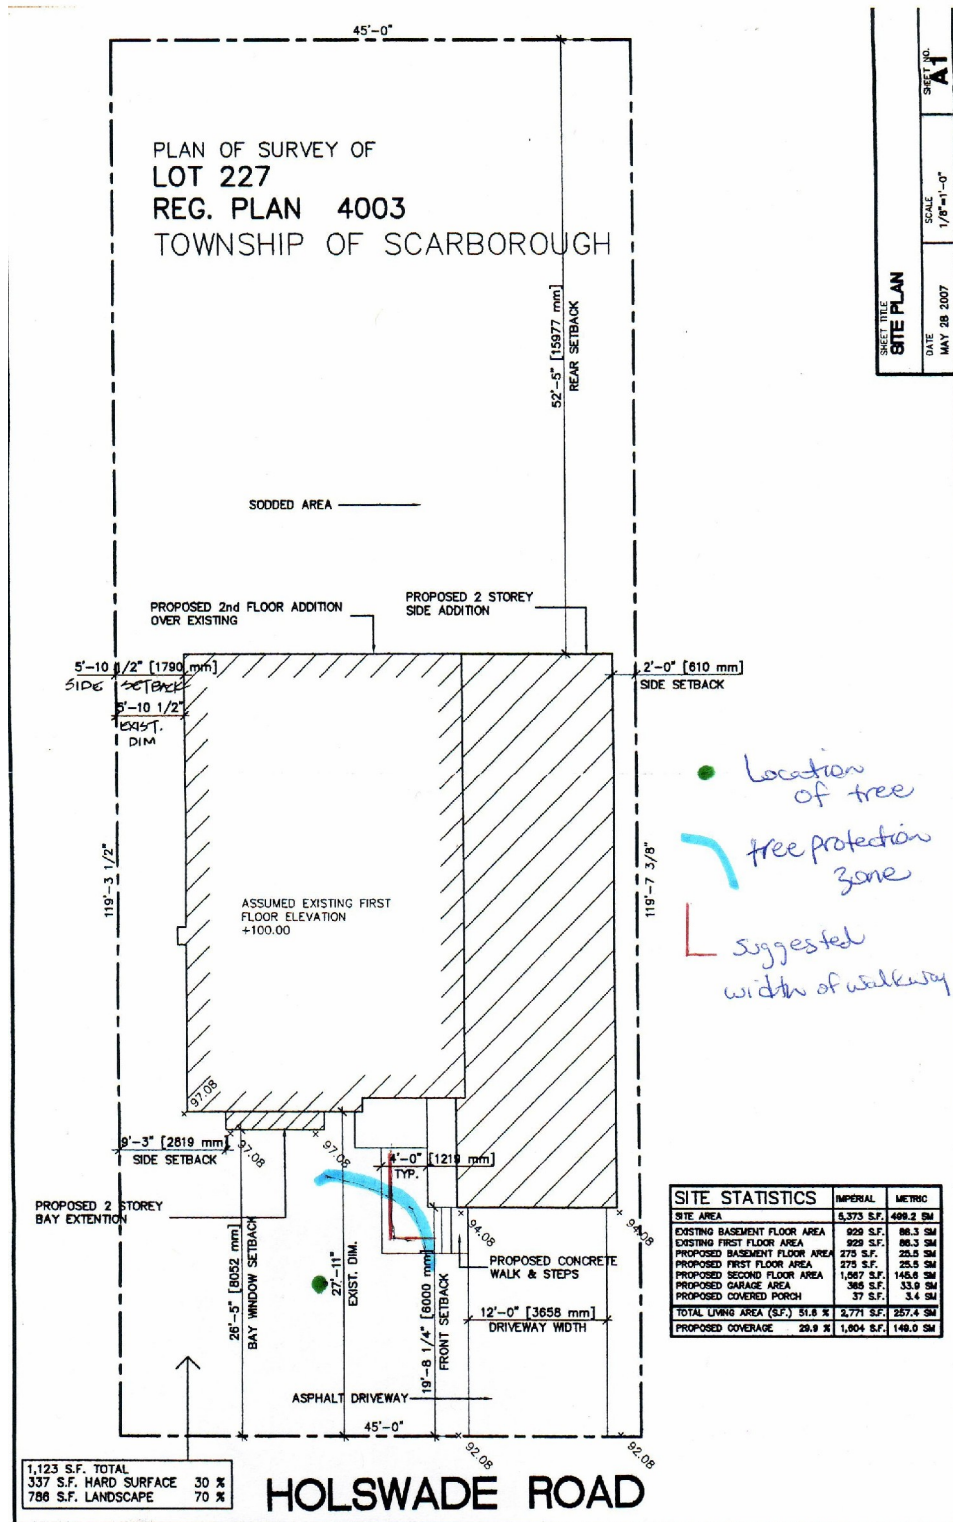 45'-0"
PLAN OF SURVEY OF
LOT 227
REG. PLAN 4003
TOWNSHIP OF SCARBOROUGH
SHEET NO.
A1
SCALE
1/8"=1'-0"
SHEET TITLE
SITE PLAN
DATE
MAY 28 2007
52'-5" [15977 mm]
REAR SETBACK
SODDED AREA
PROPOSED 2nd FLOOR ADDITION
OVER EXISTING
PROPOSED 2 STOREY
SIDE ADDITION
5'-10 1/2" [1790 mm]
SIDE SETBACK
5'-10 1/2"
EXIST.
DIM
2'-0" [610 mm]
SIDE SETBACK
Location
of tree
tree protection
zone
suggested
width of walkway
119'-3 1/2"
119'-7 3/8"
ASSUMED EXISTING FIRST
FLOOR ELEVATION
+100.00
97.08
9'-3" [2819 mm]
SIDE SETBACK
97.08
97.08
4'-0" [1219 mm]
TYP.
PROPOSED 2 STOREY
BAY EXTENTION
94.08
94.08
PROPOSED CONCRETE
WALK & STEPS
26'-5" [8052 mm]
BAY WINDOW SETBACK
27'-11"
EXIST. DIM.
19'-8 1/4" [6000 mm]
FRONT SETBACK
12'-0" [3658 mm]
DRIVEWAY WIDTH
ASPHALT DRIVEWAY
45'-0"
92.08
92.08
SITE STATISTICS IMPERIAL METRIC
SITE AREA 5,373 S.F. 499.2 SM
EXISTING BASEMENT FLOOR AREA 929 S.F. 86.3 SM
EXISTING FIRST FLOOR AREA 929 S.F. 86.3 SM
PROPOSED BASEMENT FLOOR AREA 275 S.F. 25.5 SM
PROPOSED FIRST FLOOR AREA 275 S.F. 25.5 SM
PROPOSED SECOND FLOOR AREA 1,567 S.F. 145.6 SM
PROPOSED GARAGE AREA 365 S.F. 33.9 SM
PROPOSED COVERED PORCH 37 S.F. 3.4 SM
TOTAL LIVING AREA (S.F.) 51.6 % 2,771 S.F. 257.4 SM
PROPOSED COVERAGE 29.9 % 1,604 S.F. 149.0 SM
1,123 S.F. TOTAL
337 S.F. HARD SURFACE 30 %
786 S.F. LANDSCAPE 70 %
HOLSWADE ROAD